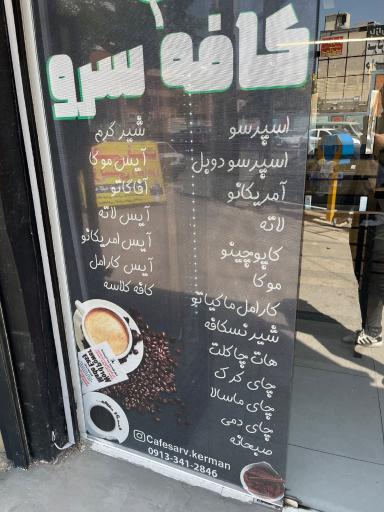 کافه سرو
اسپرسو
اسپرسو دوبل
آمریکانو
لاته
کاپوچینو
موکا
کارامل ماکیاتو
شیر نسکافه
هات چاکلت
چای کرک
چای ماسالا
چای دمی
صبحانه
شیر گرم
آیس موکا
آفاگاتو
آیس لاته
آیس امریکانو
آیس کارامل
کافه گلاسه
Cafesarv.kerman
0913-341-2846